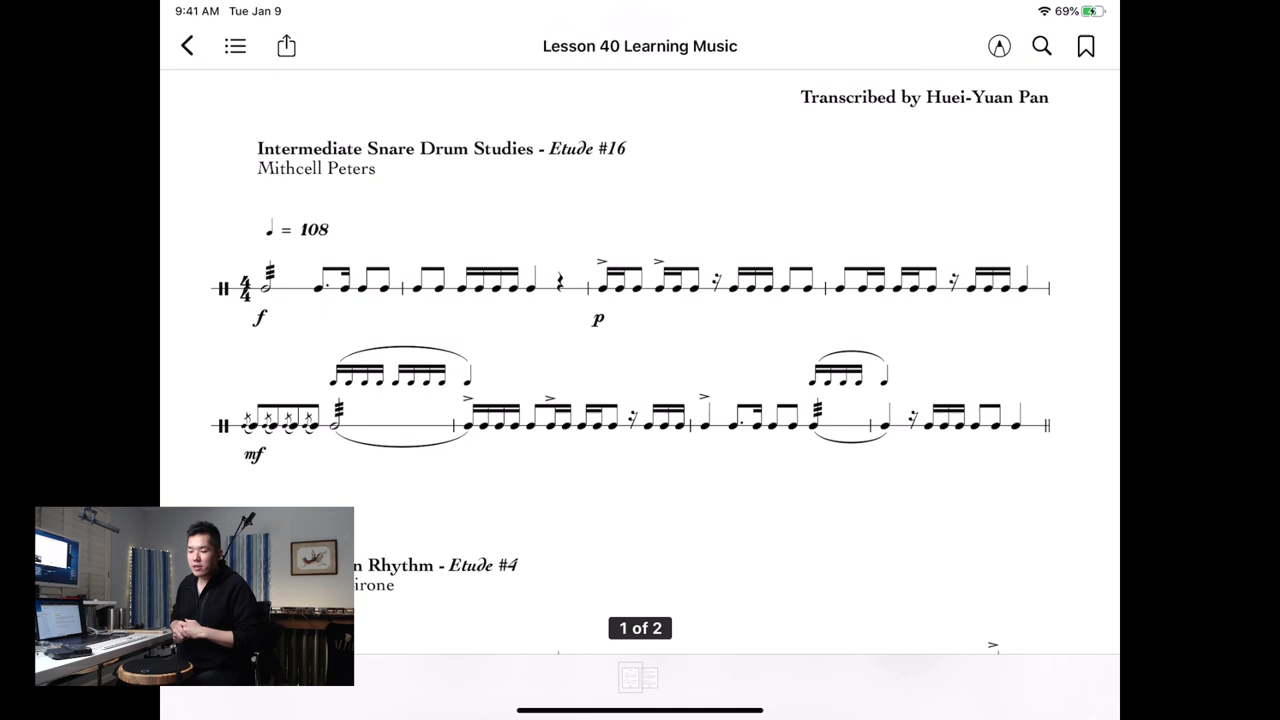 9:41 AM Tue Jan 9
69%
Lesson 40 Learning Music
Transcribed by Huei-Yuan Pan
Intermediate Snare Drum Studies - Etude #16
Mithcell Peters
= 108
4
4
f
p
mf
n Rhythm - Etude #4
irone
1 of 2